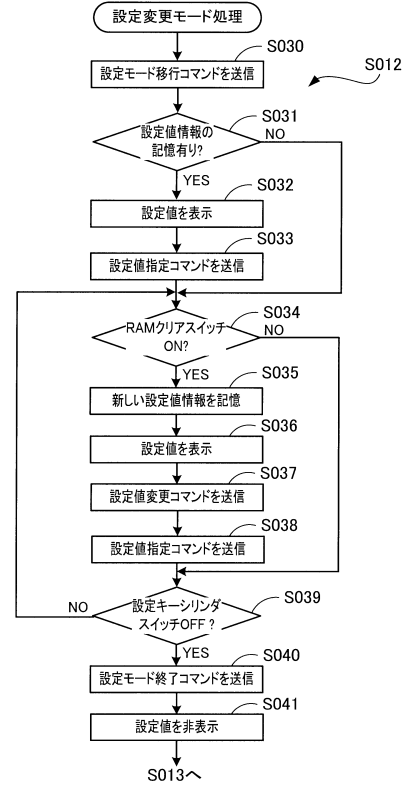 設定変更モード処理
S030
S012
設定モード移行コマンドを送信
S031
設定値情報の
記憶有り?
NO
YES
S032
設定値を表示
S033
設定値指定コマンドを送信
S034
RAMクリアスイッチ
ON?
NO
YES
S035
新しい設定値情報を記憶
S036
設定値を表示
S037
設定値変更コマンドを送信
S038
設定値指定コマンドを送信
S039
設定キーシリンダ
スイッチOFF?
NO
YES
S040
設定モード終了コマンドを送信
S041
設定値を非表示
S013へ